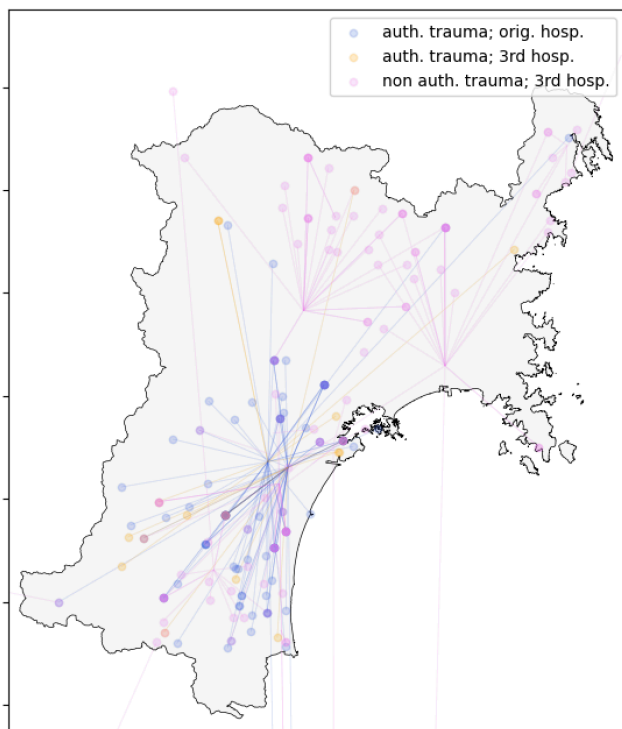 auth. trauma; orig. hosp.
auth. trauma; 3rd hosp.
non auth. trauma; 3rd hosp.